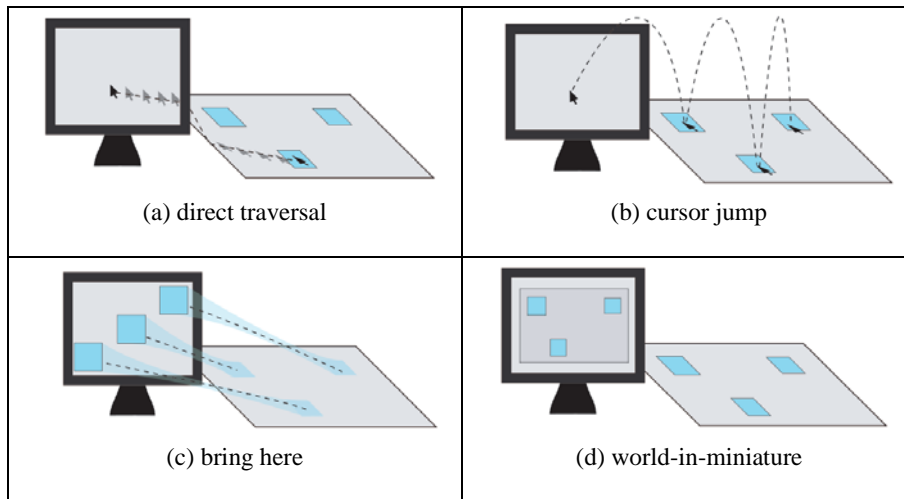 (a) direct traversal
(b) cursor jump
(c) bring here
(d) world-in-miniature